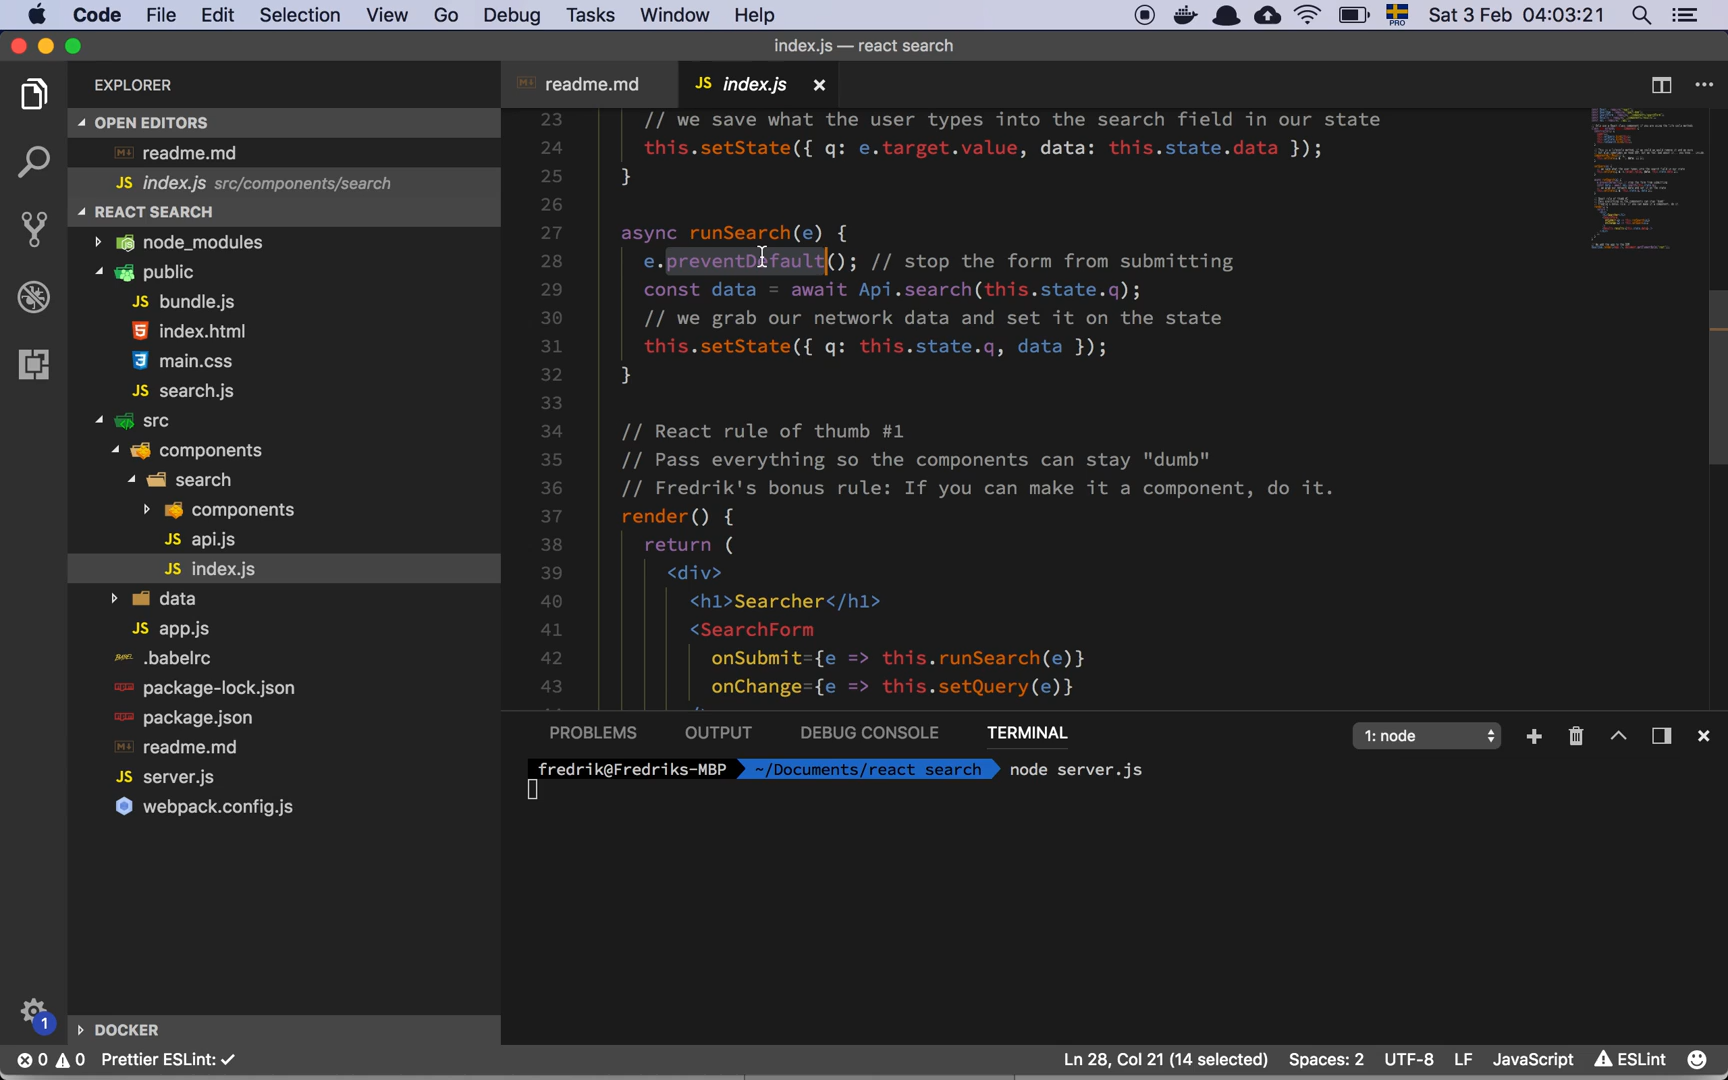 Code File Edit Selection View Go Debug Tasks Window Help PRO Sat 3 Feb 04:03:21
index.js — react search
EXPLORER
OPEN EDITORS
readme.md
JS index.js src/components/search
REACT SEARCH
node_modules
public
JS bundle.js
index.html
main.css
JS search.js
src
components
search
components
JS api.js
JS index.js
data
JS app.js
.babelrc
package-lock.json
package.json
readme.md
JS server.js
webpack.config.js
DOCKER
1
readme.md JS index.js
23 // we save what the user types into the search field in our state
24 this.setState({ q: e.target.value, data: this.state.data });
25 }
26
27 async runSearch(e) {
28 e.preventDefault(); // stop the form from submitting
29 const data = await Api.search(this.state.q);
30 // we grab our network data and set it on the state
31 this.setState({ q: this.state.q, data });
32 }
33
34 // React rule of thumb #1
35 // Pass everything so the components can stay "dumb"
36 // Fredrik's bonus rule: If you can make it a component, do it.
37 render() {
38 return (
39 <div>
40 <h1>Searcher</h1>
41 <SearchForm
42 onSubmit={e => this.runSearch(e)}
43 onChange={e => this.setQuery(e)}
PROBLEMS OUTPUT DEBUG CONSOLE TERMINAL 1: node
fredrik@Fredriks-MBP ~/Documents/react search node server.js
0 0 Prettier ESLint: ✓ Ln 28, Col 21 (14 selected) Spaces: 2 UTF-8 LF JavaScript ESLint